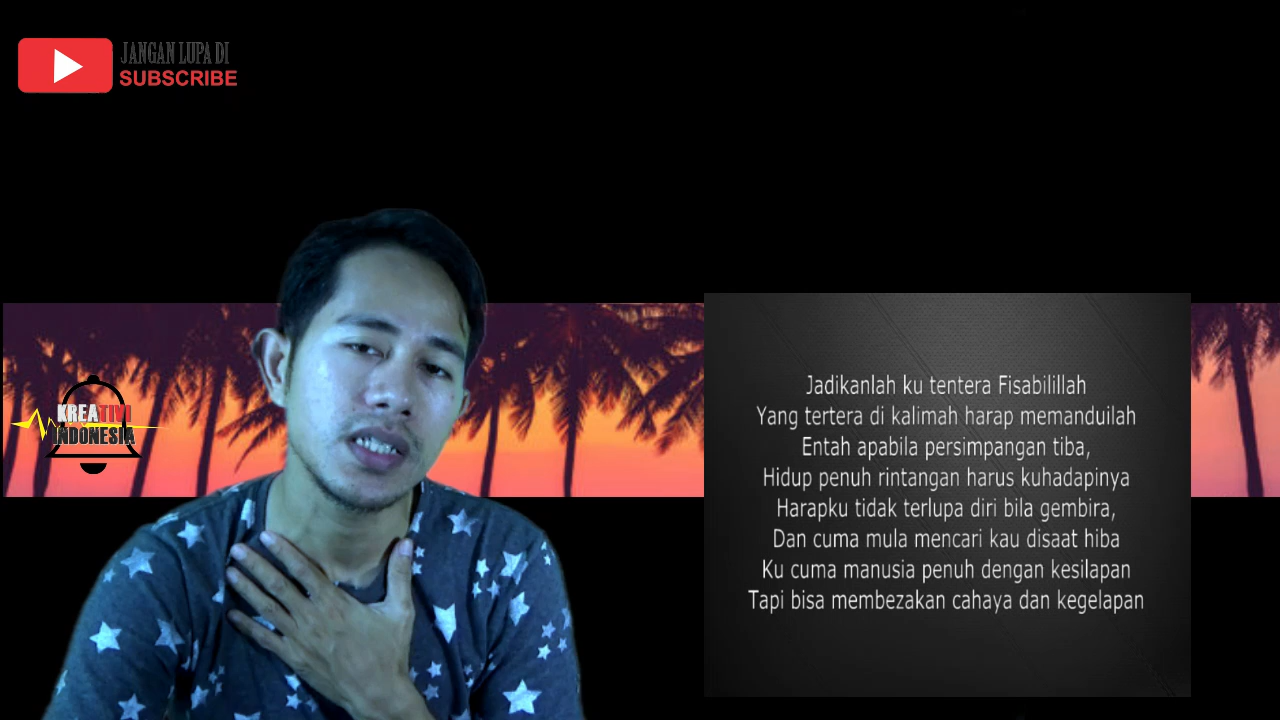 JANGAN LUPA DI
SUBSCRIBE
KREATIVI
INDONESIA
Jadikanlah ku tentera Fisabilillah
Yang tertera di kalimah harap memanduilah
Entah apabila persimpangan tiba,
Hidup penuh rintangan harus kuhadapinya
Harapku tidak terlupa diri bila gembira,
Dan cuma mula mencari kau disaat hiba
Ku cuma manusia penuh dengan kesilapan
Tapi bisa membezakan cahaya dan kegelapan